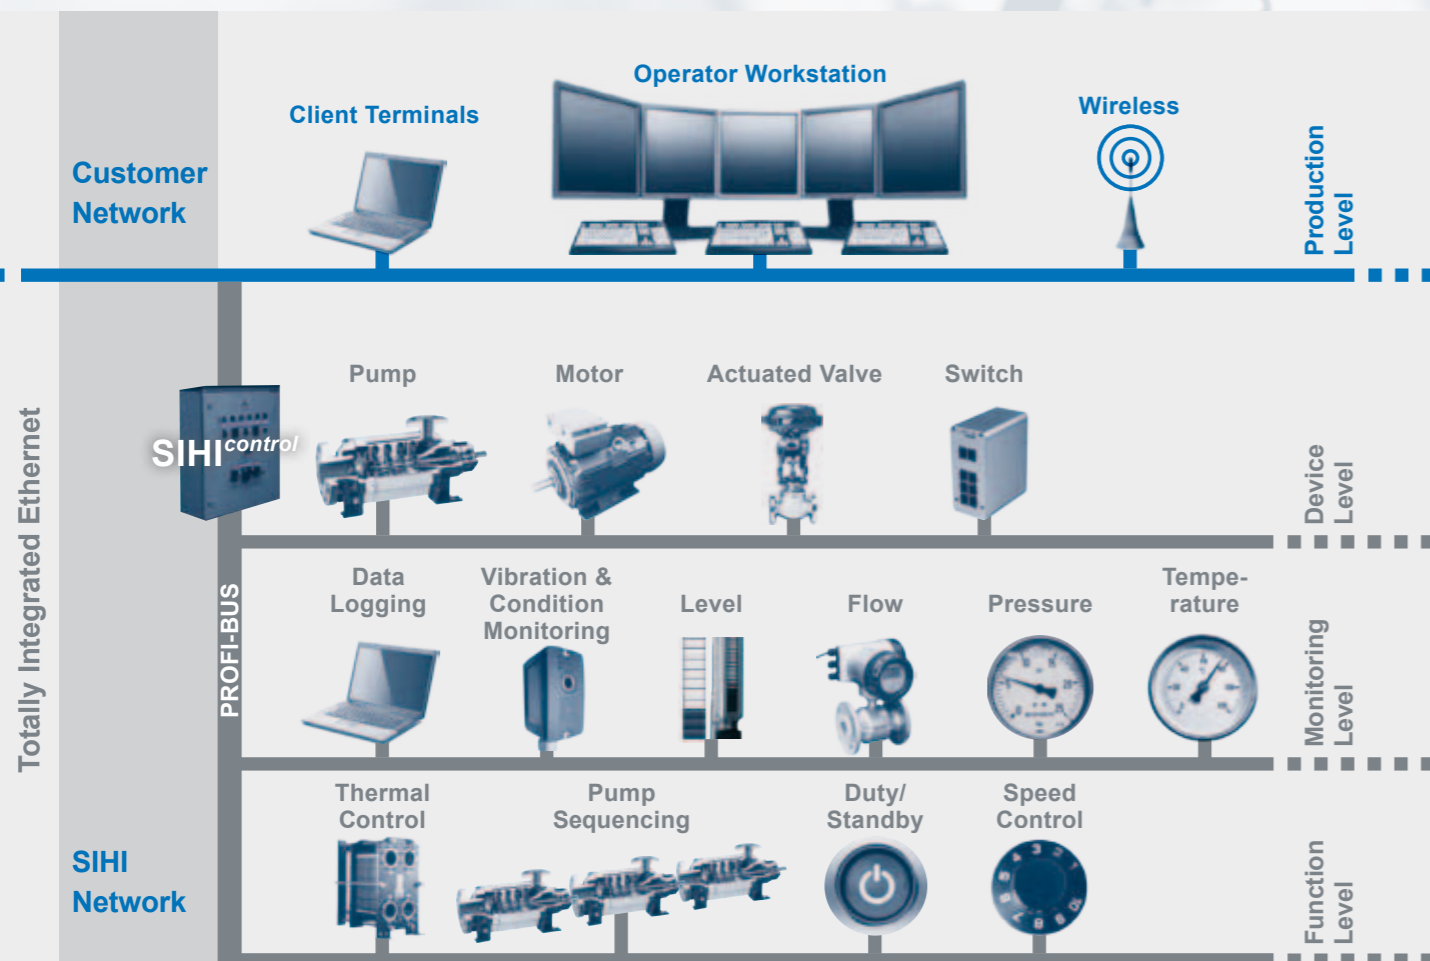 Operator Workstation
Client Terminals
Wireless
Customer
Network
Production
Level
Totally Integrated Ethernet
Pump
Motor
Actuated Valve
Switch
SIHIcontrol
Device
Level
PROFI-BUS
Data
Logging
Vibration &
Condition
Monitoring
Level
Flow
Pressure
Tempe-
rature
Monitoring
Level
Thermal
Control
Pump
Sequencing
Duty/
Standby
Speed
Control
SIHI
Network
Function
Level